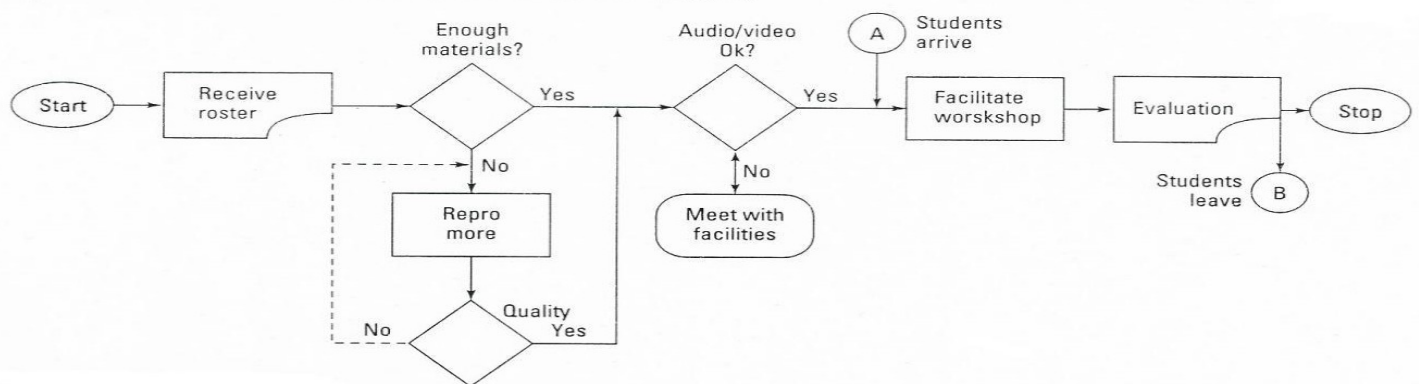 Start
Receive
roster
Enough
materials?
Yes
No
Repro
more
Quality
No
Yes
Audio/video
Ok?
Yes
No
Meet with
facilities
A
Students
arrive
Facilitate
worskshop
Evaluation
Stop
Students
leave
B